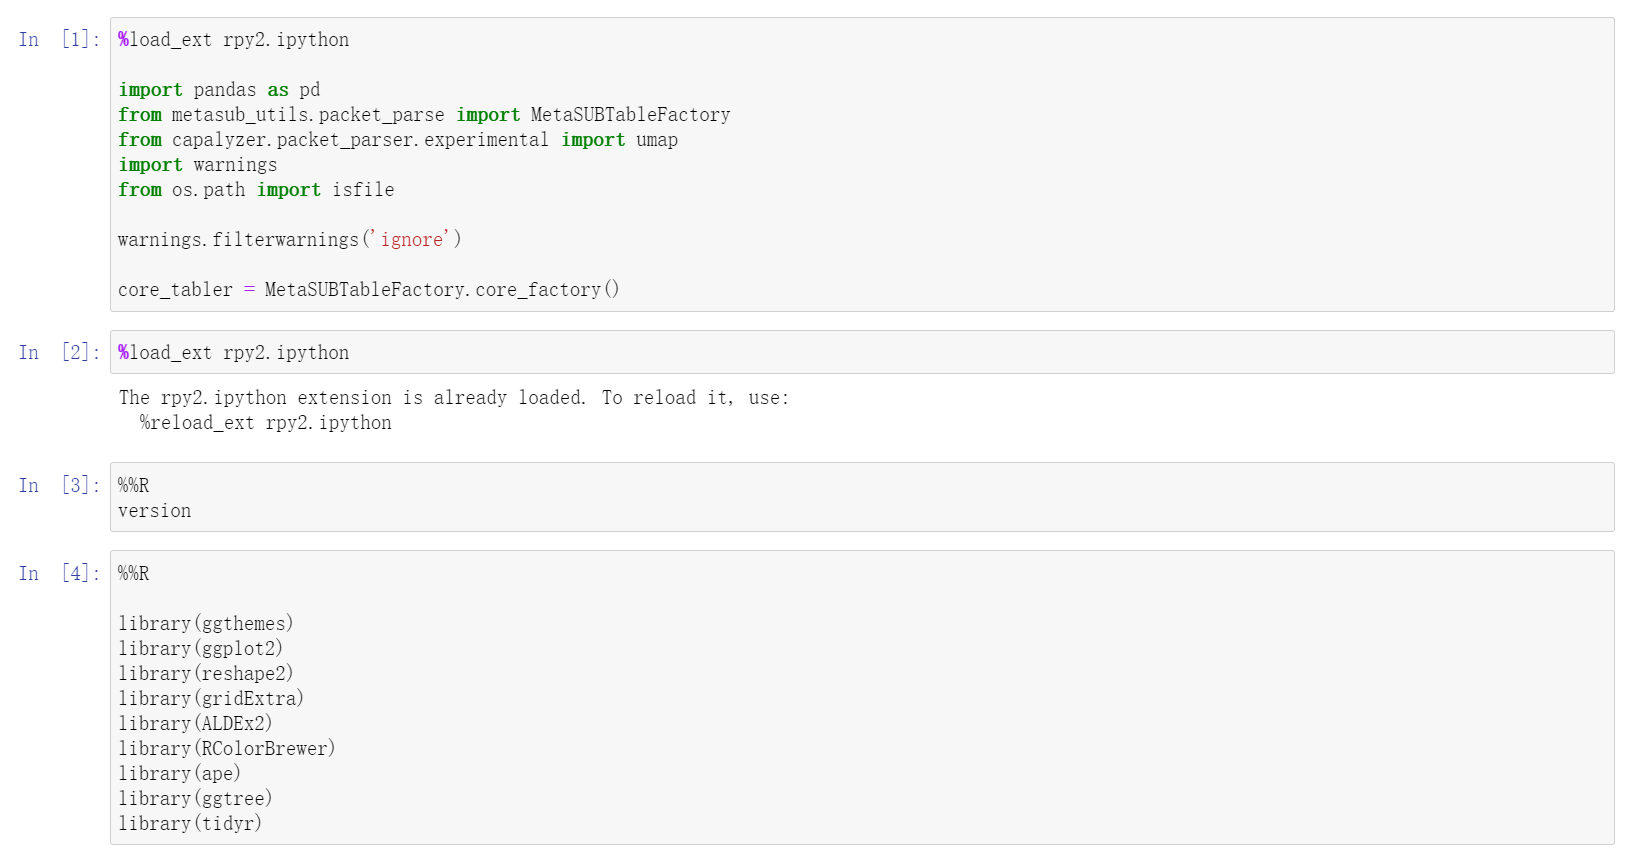 In [1]: %load_ext rpy2.ipython
import pandas as pd
from metasub_utils.packet_parse import MetaSUBTableFactory
from capalyzer.packet_parser.experimental import umap
import warnings
from os.path import isfile
warnings.filterwarnings('ignore')
core_tabler = MetaSUBTableFactory.core_factory()
In [2]: %load_ext rpy2.ipython
The rpy2.ipython extension is already loaded. To reload it, use:
  %reload_ext rpy2.ipython
In [3]: %%R
version
In [4]: %%R
library(ggthemes)
library(ggplot2)
library(reshape2)
library(gridExtra)
library(ALDEx2)
library(RColorBrewer)
library(ape)
library(ggtree)
library(tidyr)